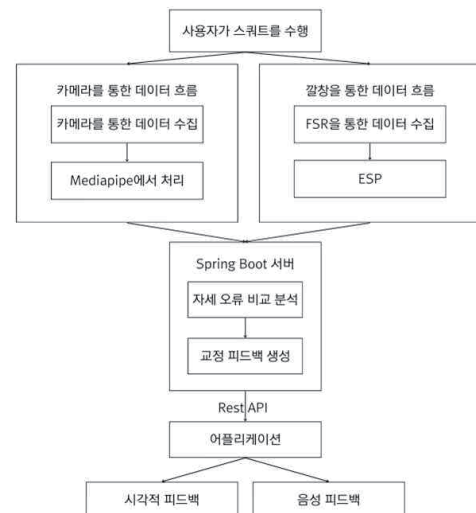 사용자가 스쿼트를 수행
카메라를 통한 데이터 흐름
카메라를 통한 데이터 수집
Mediapipe에서 처리
깔창을 통한 데이터 흐름
FSR을 통한 데이터 수집
ESP
Spring Boot 서버
자세 오류 비교 분석
교정 피드백 생성
Rest API
어플리케이션
시각적 피드백
음성 피드백